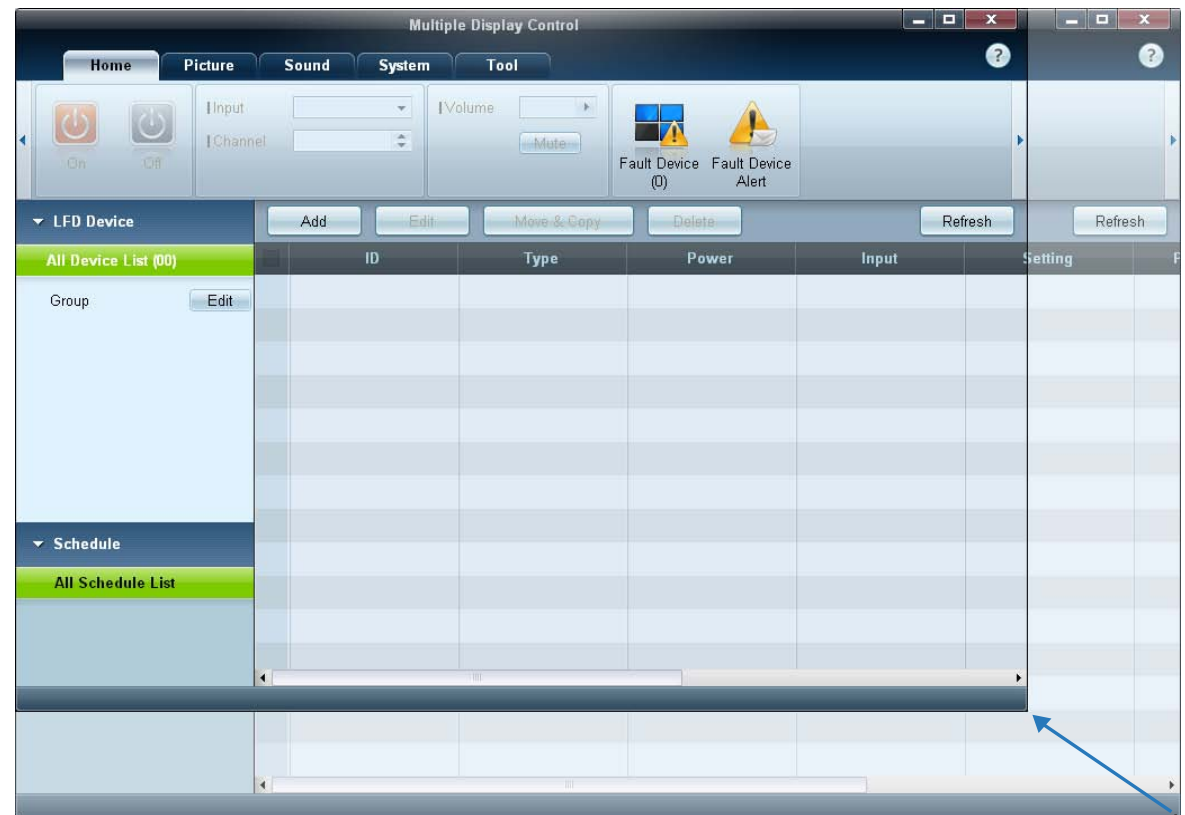 Multiple Display Control
Home Picture Sound System Tool ? ?
Input
Volume
Channel
Mute
On Off
Fault Device (0)
Fault Device Alert
LFD Device
Add Edit Move & Copy Delete Refresh Refresh
All Device List (00)
ID Type Power Input Setting F
Group Edit
Schedule
All Schedule List